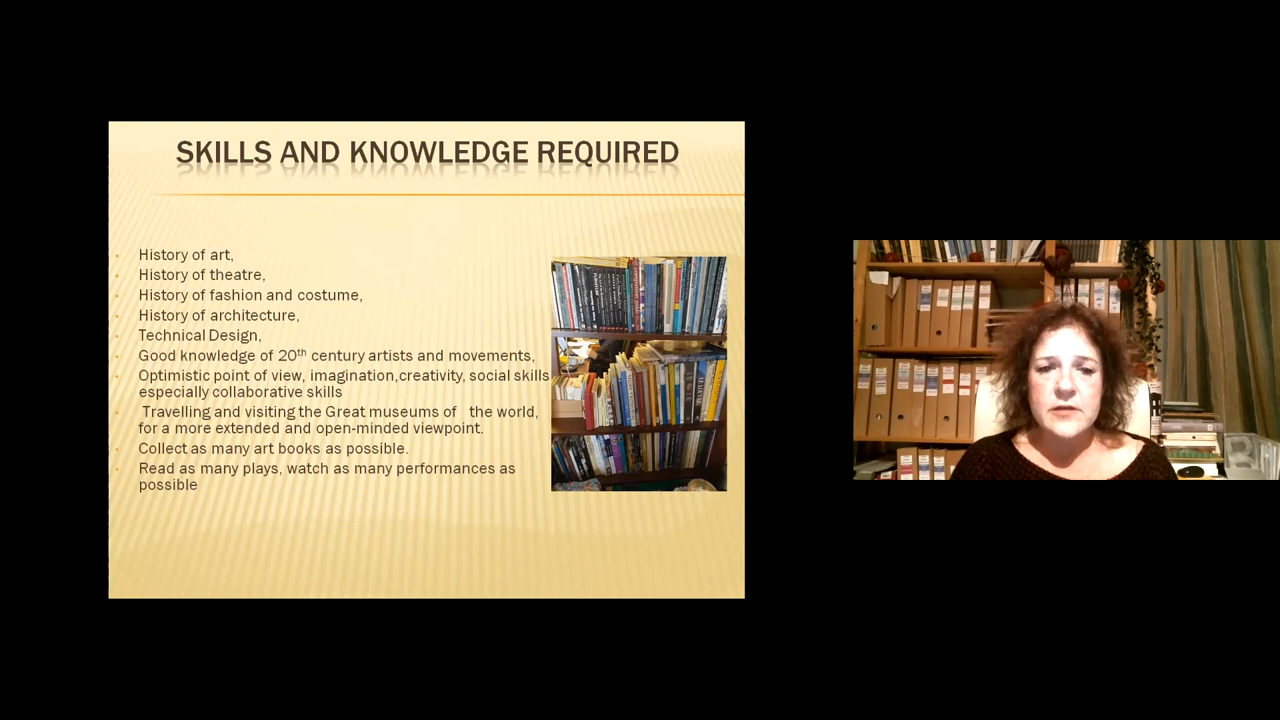 SKILLS AND KNOWLEDGE REQUIRED
History of art,
History of theatre,
History of fashion and costume,
History of architecture,
Technical Design,
Good knowledge of 20th century artists and movements,
Optimistic point of view, imagination,creativity, social skills
especially collaborative skills
Travelling and visiting the Great museums of the world,
for a more extended and open-minded viewpoint.
Collect as many art books as possible.
Read as many plays, watch as many performances as
possible